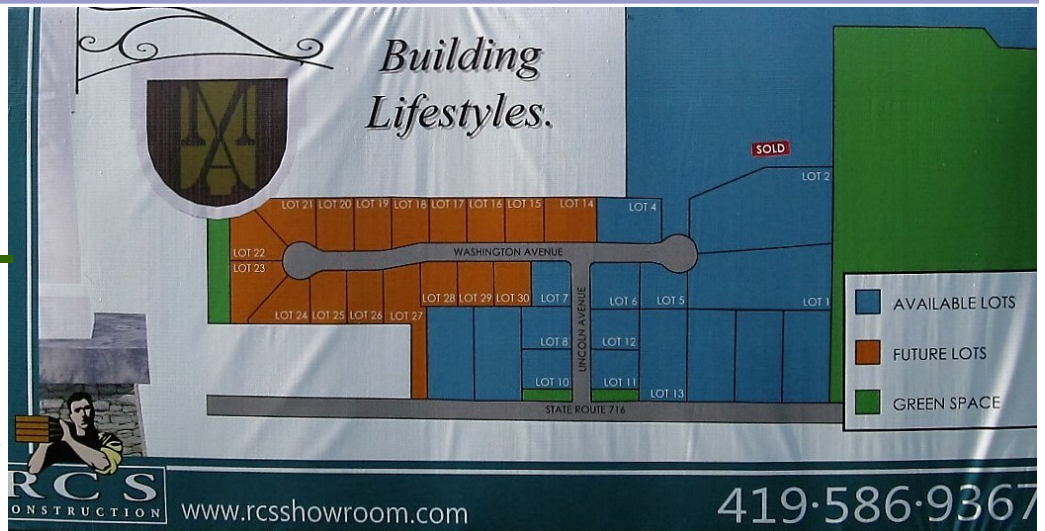 Building
Lifestyles.
SOLD
LOT 2
LOT 21 LOT 20 LOT 19 LOT 18 LOT 17 LOT 16 LOT 15 LOT 14 LOT 4
LOT 22
WASHINGTON AVENUE
LOT 23
LOT 28 LOT 29 LOT 30 LOT 7 LOT 6 LOT 5 LOT 1
LOT 24 LOT 25 LOT 26 LOT 27
LINCOLN AVENUE
LOT 8 LOT 12
LOT 10 LOT 11
LOT 13
STATE ROUTE 716
AVAILABLE LOTS
FUTURE LOTS
GREEN SPACE
RCS
CONSTRUCTION
www.rcsshowroom.com
419·586·9367